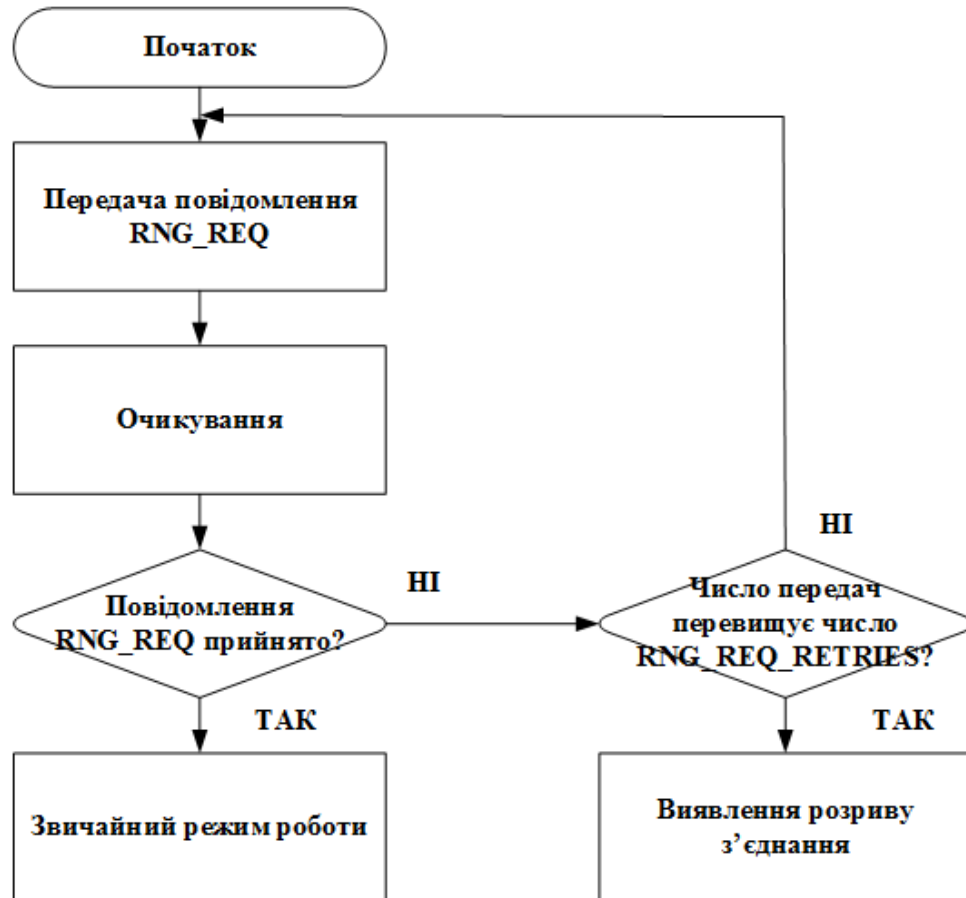 Початок
Передача повідомлення
RNG_REQ
Очикування
Повідомлення
RNG_REQ прийнято?
НІ
Число передач
перевищує число
RNG_REQ_RETRIES?
НІ
ТАК
ТАК
Звичайний режим роботи
Виявлення розриву
з’єднання